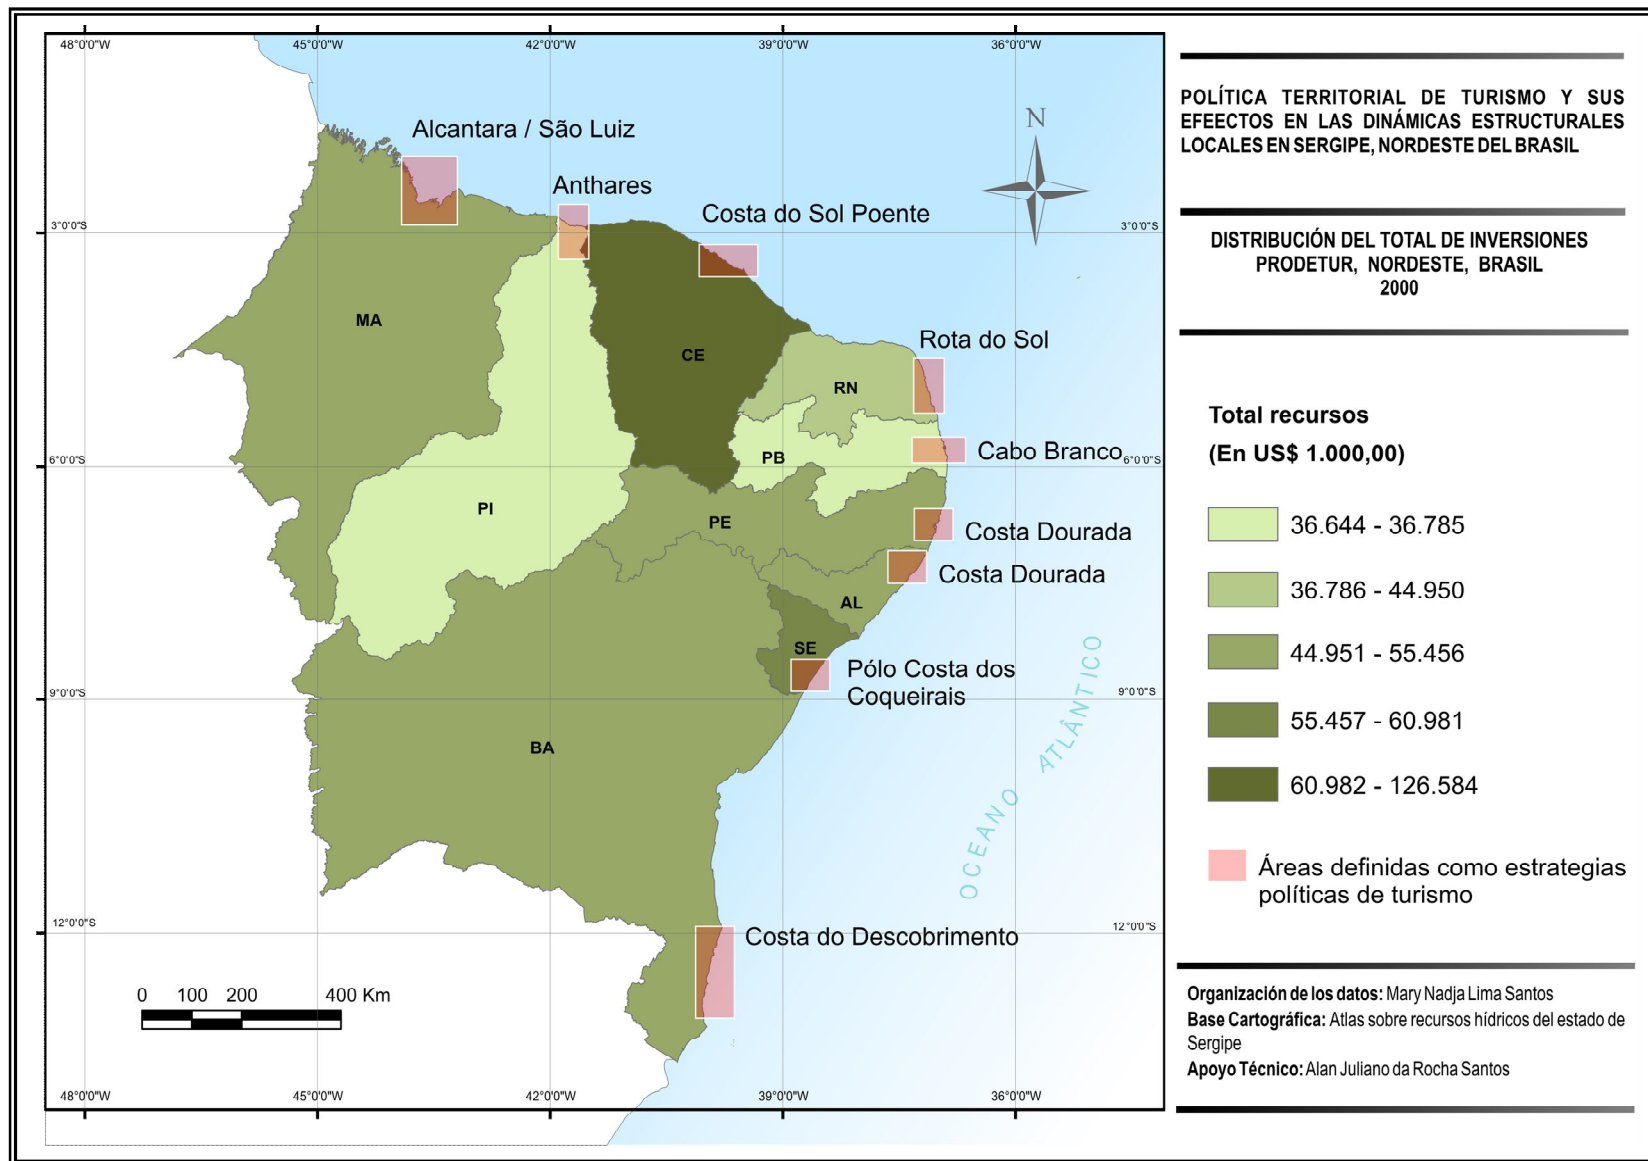 48°0'0"W
45°0'0"W
42°0'0"W
39°0'0"W
36°0'0"W
Alcantara / São Luiz
Anthares
Costa do Sol Poente
N
3°0'0"S
3°0'0"S
MA
CE
Rota do Sol
RN
PB
Cabo Branco
6°0'0"S
6°0'0"S
PI
PE
Costa Dourada
Costa Dourada
AL
SE
Pólo Costa dos
Coqueirais
9°0'0"S
9°0'0"S
BA
OCEANO ATLÂNTICO
12°0'0"S
12°0'0"S
Costa do Descobrimento
0 100 200 400 Km
48°0'0"W
45°0'0"W
42°0'0"W
39°0'0"W
36°0'0"W
POLÍTICA TERRITORIAL DE TURISMO Y SUS
EFEECTOS EN LAS DINÁMICAS ESTRUCTURALES
LOCALES EN SERGIPE, NORDESTE DEL BRASIL
DISTRIBUCIÓN DEL TOTAL DE INVERSIONES
PRODETUR, NORDESTE, BRASIL
2000
Total recursos
(En US$ 1.000,00)
36.644 - 36.785
36.786 - 44.950
44.951 - 55.456
55.457 - 60.981
60.982 - 126.584
Áreas definidas como estrategias
políticas de turismo
Organización de los datos: Mary Nadja Lima Santos
Base Cartográfica: Atlas sobre recursos hídricos del estado de
Sergipe
Apoyo Técnico: Alan Juliano da Rocha Santos